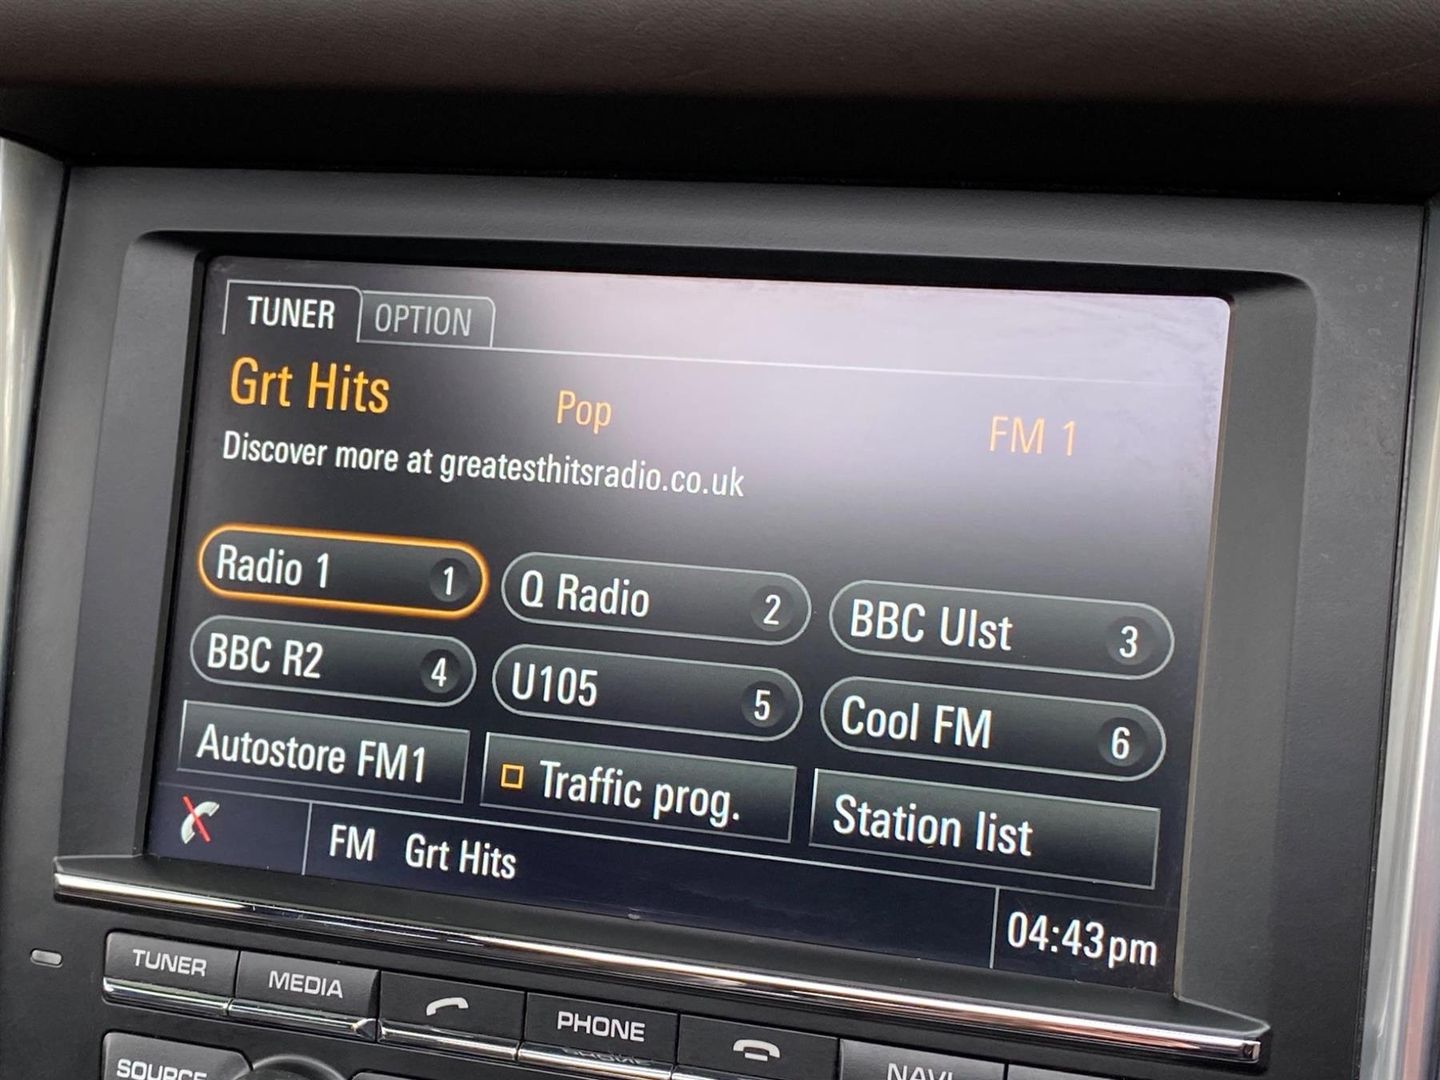 TUNER OPTION
Grt Hits Pop FM 1
Discover more at greatesthitsradio.co.uk
Radio 1 1 Q Radio 2 BBC Ulst 3
BBC R2 4 U105 5 Cool FM 6
Autostore FM1 Traffic prog. Station list
FM Grt Hits 04:43pm
TUNER MEDIA PHONE NAVI
SOURCE